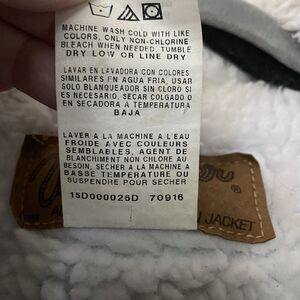 MACHINE WASH COLD WITH LIKE
COLORS, ONLY NON-CHLORINE
BLEACH WHEN NEEDED, TUMBLE
DRY LOW OR LINE DRY
LAVAR EN LAVADORA CON COLORES
SIMILARES EN AGUA FRIA, USAR
SOLO BLANQUEADOR SIN CLORO SI
ES NECESARIO, SECAR COLGADO O
EN SECADORA A TEMPERATURA
BAJA
LAVER A LA MACHINE A L'EAU
FROIDE AVEC COULEURS
SEMBLABLES, AGENT DE
BLANCHIMENT NON CHLORE AU
BESOIN, SECHER A LA MACHINE A
BASSE TEMPERATURE OU
SUSPENDRE POUR SECHER
15D000026D 70916
JACKET